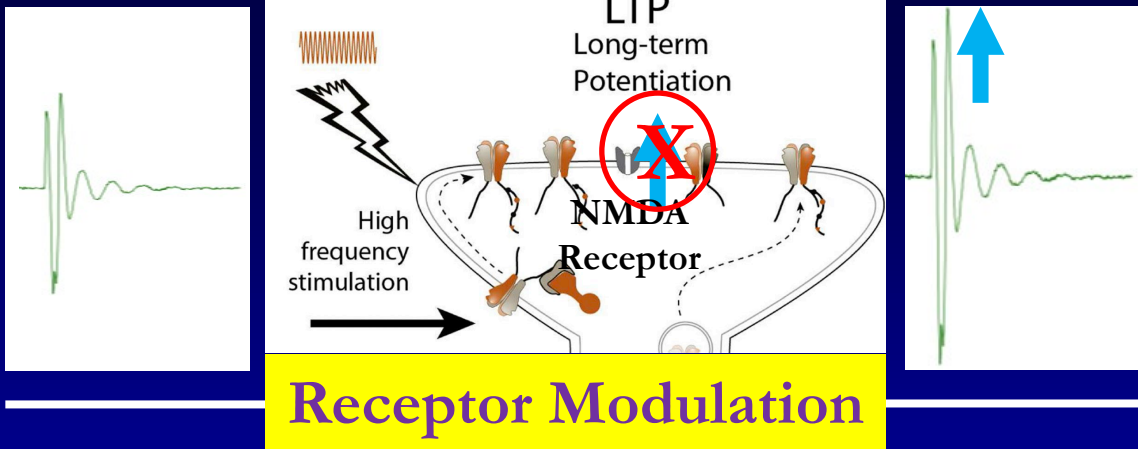 LTP
Long-term
Potentiation
X
High
frequency
stimulation
NMDA
Receptor
Receptor Modulation